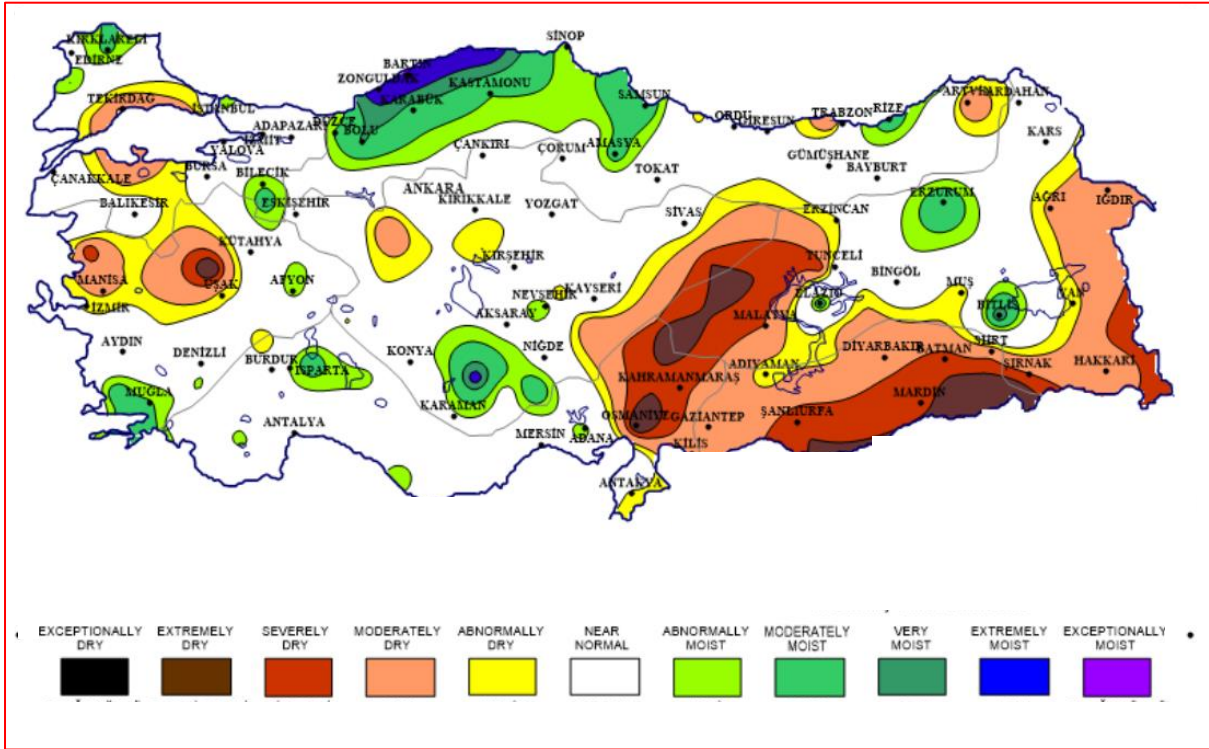 SİNOP
KIRKLARELİ
EDİRNE
BARTIN
ZONGULDAK
KASTAMONU
KARABÜK
TEKİRDAĞ
İSTANBUL
SAMSUN
ARTVİN
ARDAHAN
DÜZCE
BOLU
ORDU
GİRESUN
TRABZON
RİZE
ADAPAZARI
İZMİT
YALOVA
KARS
ÇANKIRI
ÇORUM
AMASYA
ÇANAKKALE
BURSA
BİLECİK
TOKAT
GÜMÜŞHANE
BAYBURT
ANKARA
ERZURUM
AĞRI
IĞDIR
BALIKESİR
ESKİŞEHİR
KIRIKKALE
YOZGAT
SİVAS
ERZİNCAN
KÜTAHYA
KIRŞEHİR
TUNCELİ
BİNGÖL
MANİSA
UŞAK
AFYON
KAYSERİ
NEVŞEHİR
ELAZIĞ
MUŞ
VAN
İZMİR
AKSARAY
MALATYA
BİTLİS
AYDIN
DENİZLİ
BURDUR
ISPARTA
KONYA
NİĞDE
ADIYAMAN
DİYARBAKIR
BATMAN
SİİRT
ŞIRNAK
HAKKARİ
KAHRAMANMARAŞ
MUĞLA
KARAMAN
MARDİN
ANTALYA
OSMANİYE
GAZİANTEP
ŞANLIURFA
MERSİN
ADANA
KİLİS
ANTAKYA
EXCEPTIONALLY DRY
EXTREMELY DRY
SEVERELY DRY
MODERATELY DRY
ABNORMALLY DRY
NEAR NORMAL
ABNORMALLY MOIST
MODERATELY MOIST
VERY MOIST
EXTREMELY MOIST
EXCEPTIONALLY MOIST